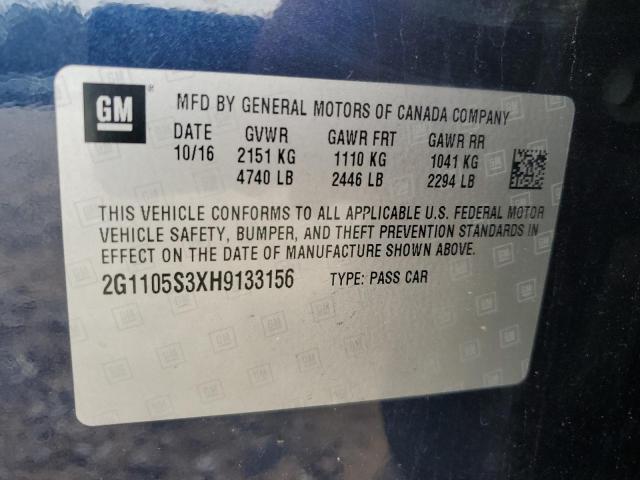 GM
MFD BY GENERAL MOTORS OF CANADA COMPANY
DATE GVWR GAWR FRT GAWR RR
10/16 2151 KG 1110 KG 1041 KG
4740 LB 2446 LB 2294 LB
THIS VEHICLE CONFORMS TO ALL APPLICABLE U.S. FEDERAL MOTOR
VEHICLE SAFETY, BUMPER, AND THEFT PREVENTION STANDARDS IN
EFFECT ON THE DATE OF MANUFACTURE SHOWN ABOVE.
2G1105S3XH9133156 TYPE: PASS CAR